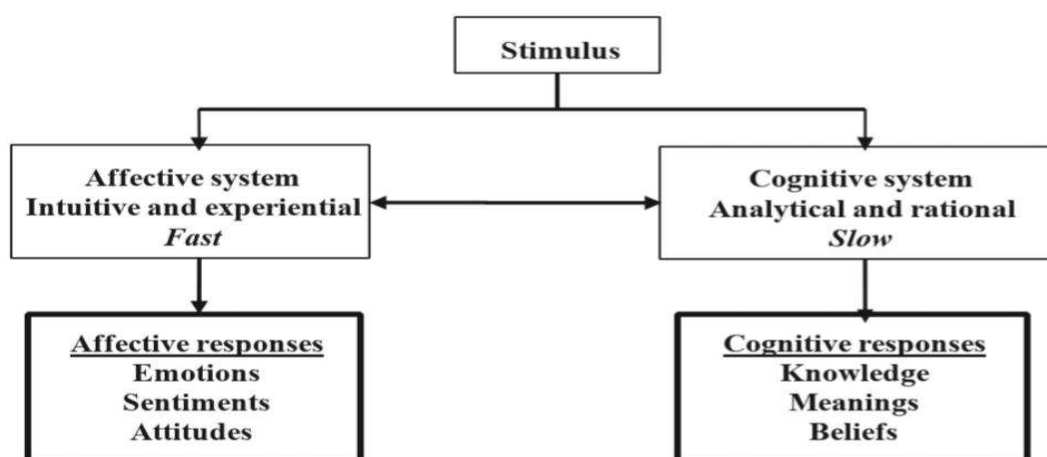 Stimulus
Affective system
Intuitive and experiential
Fast
Cognitive system
Analytical and rational
Slow
Affective responses
Emotions
Sentiments
Attitudes
Cognitive responses
Knowledge
Meanings
Beliefs